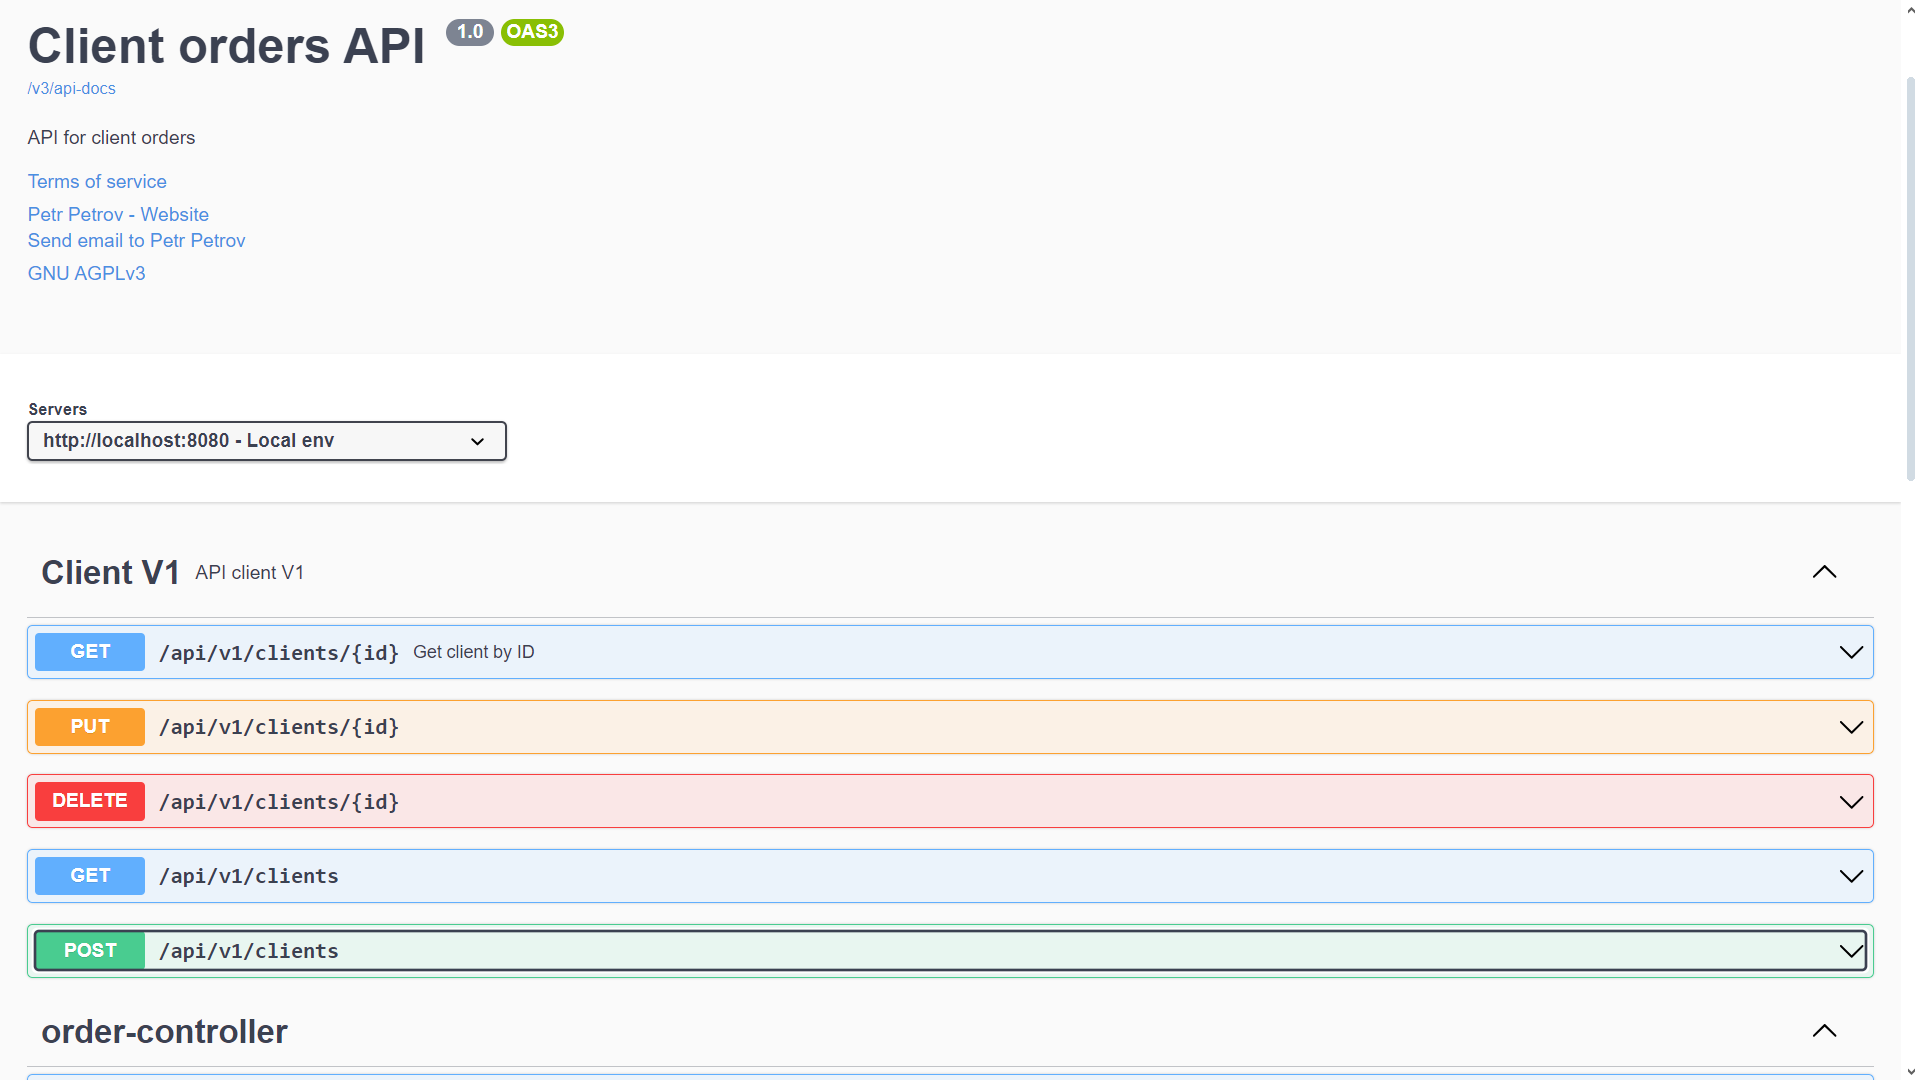 Client orders API 1.0 OAS3
/v3/api-docs
API for client orders
Terms of service
Petr Petrov - Website
Send email to Petr Petrov
GNU AGPLv3
Servers
http://localhost:8080 - Local env
Client V1 API client V1
GET /api/v1/clients/{id} Get client by ID
PUT /api/v1/clients/{id}
DELETE /api/v1/clients/{id}
GET /api/v1/clients
POST /api/v1/clients
order-controller